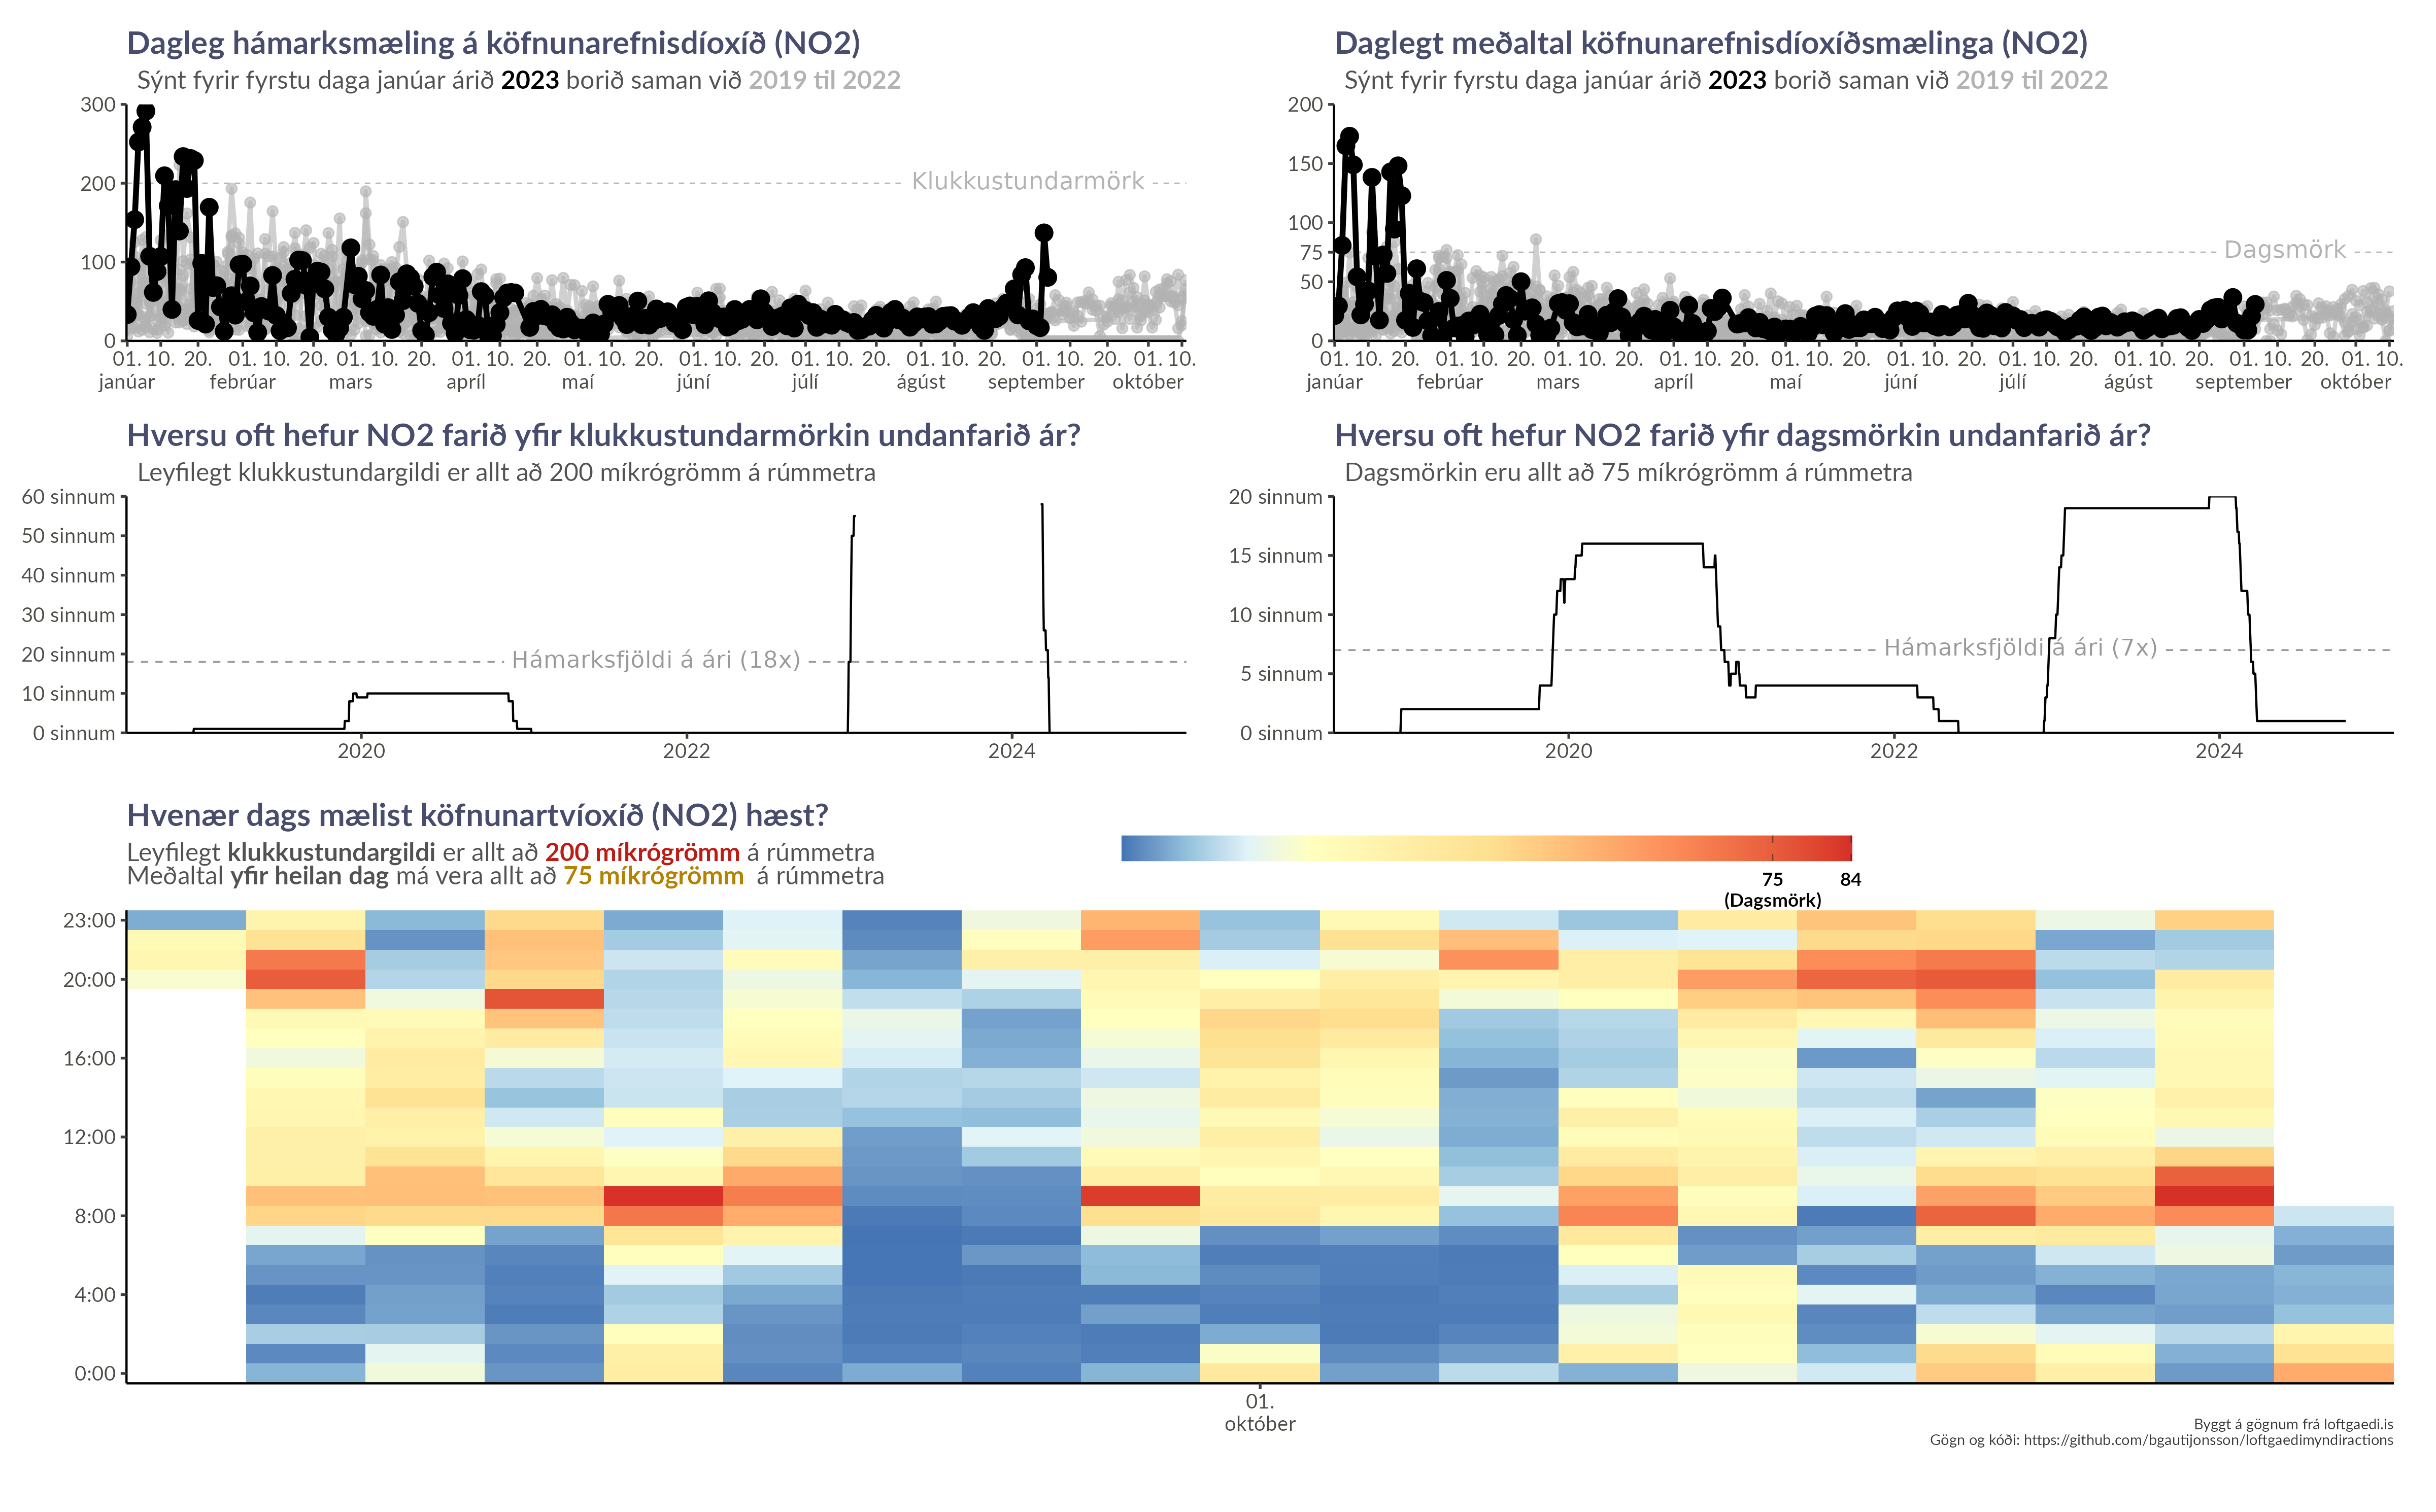 Dagleg hámarksmæling á köfnunarefnisdíoxíð (NO2)
Sýnt fyrir fyrstu daga janúar árið 2023 borið saman við 2019 til 2022
300
200
100
0
Klukkustundarmörk
01. 10. 20. 01. 10. 20. 01. 10. 20. 01. 10. 20. 01. 10. 20. 01. 10. 20. 01. 10. 20. 01. 10. 20. 01. 10. 20. 01. 10.
janúar febrúar mars apríl maí júní júlí ágúst september október
Daglegt meðaltal köfnunarefnisdíoxíðsmælinga (NO2)
Sýnt fyrir fyrstu daga janúar árið 2023 borið saman við 2019 til 2022
200
150
100
75
50
0
Dagsmörk
01. 10. 20. 01. 10. 20. 01. 10. 20. 01. 10. 20. 01. 10. 20. 01. 10. 20. 01. 10. 20. 01. 10. 20. 01. 10. 20. 01. 10.
janúar febrúar mars apríl maí júní júlí ágúst september október
Hversu oft hefur NO2 farið yfir klukkustundarmörkin undanfarið ár?
Leyfilegt klukkustundargildi er allt að 200 míkrógrömm á rúmmetra
60 sinnum
50 sinnum
40 sinnum
30 sinnum
20 sinnum
10 sinnum
0 sinnum
Hámarksfjöldi á ári (18x)
2020 2022 2024
Hversu oft hefur NO2 farið yfir dagsmörkin undanfarið ár?
Dagsmörkin eru allt að 75 míkrógrömm á rúmmetra
20 sinnum
15 sinnum
10 sinnum
5 sinnum
0 sinnum
Hámarksfjöldi á ári (7x)
2020 2022 2024
Hvenær dags mælist köfnunartvíoxíð (NO2) hæst?
Leyfilegt klukkustundargildi er allt að 200 míkrógrömm á rúmmetra
Meðaltal yfir heilan dag má vera allt að 75 míkrógrömm á rúmmetra
75 84
(Dagsmörk)
23:00
20:00
16:00
12:00
8:00
4:00
0:00
01.
október
Byggt á gögnum frá loftgaedi.is
Gögn og kóði: https://github.com/bgautijonsson/loftgaedimyndiractions